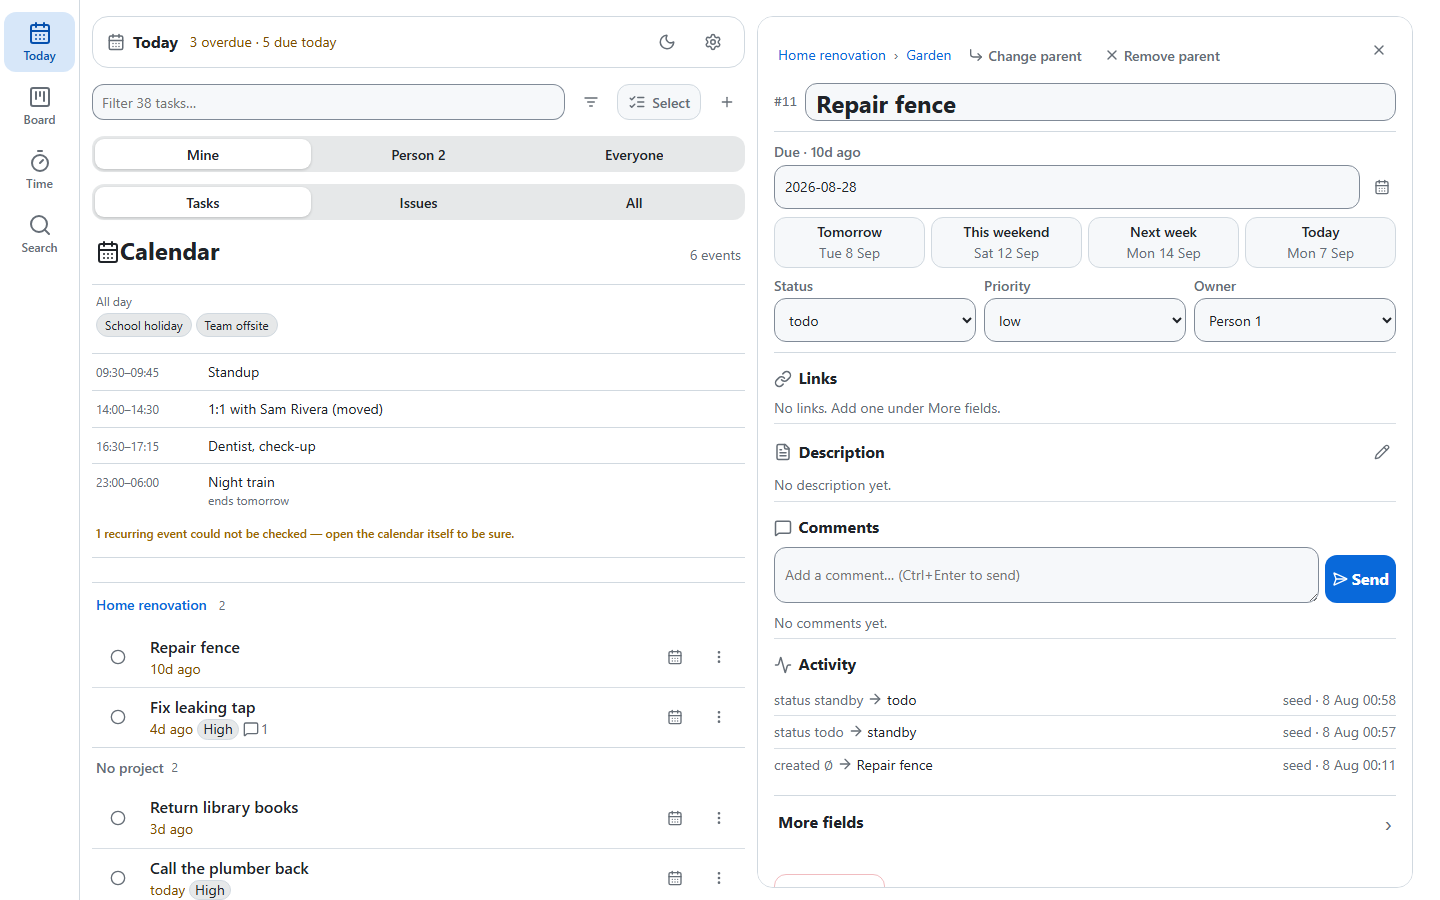 Today
Board
Time
Search
Today 3 overdue · 5 due today
Filter 38 tasks...
Select
Mine Person 2 Everyone
Tasks Issues All
Calendar 6 events
All day
School holiday Team offsite
09:30–09:45 Standup
14:00–14:30 1:1 with Sam Rivera (moved)
16:30–17:15 Dentist, check-up
23:00–06:00 Night train
ends tomorrow
1 recurring event could not be checked — open the calendar itself to be sure.
Home renovation 2
Repair fence
10d ago
Fix leaking tap
4d ago High 1
No project 2
Return library books
3d ago
Call the plumber back
today High
Home renovation › Garden Change parent Remove parent
#11 Repair fence
Due · 10d ago
2026-08-28
Tomorrow
Tue 8 Sep
This weekend
Sat 12 Sep
Next week
Mon 14 Sep
Today
Mon 7 Sep
Status Priority Owner
todo low Person 1
Links
No links. Add one under More fields.
Description
No description yet.
Comments
Add a comment... (Ctrl+Enter to send)
Send
No comments yet.
Activity
status standby → todo seed · 8 Aug 00:58
status todo → standby seed · 8 Aug 00:57
created ∅ → Repair fence seed · 8 Aug 00:11
More fields ›